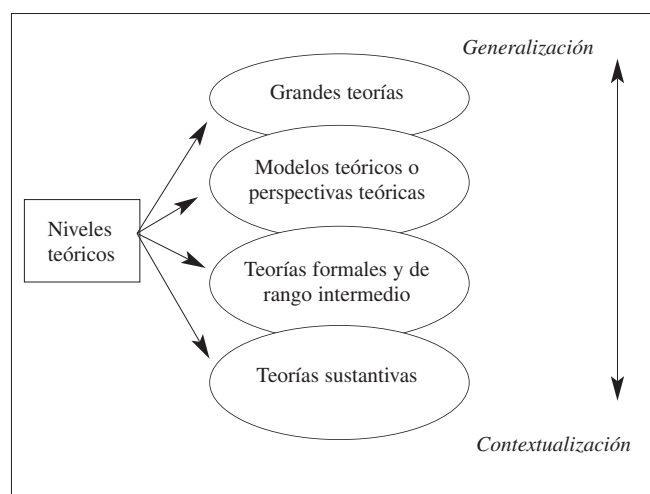 Generalización
Grandes teorías
Modelos teóricos o
perspectivas teóricas
Niveles
teóricos
Teorías formales y de
rango intermedio
Teorías sustantivas
Contextualización